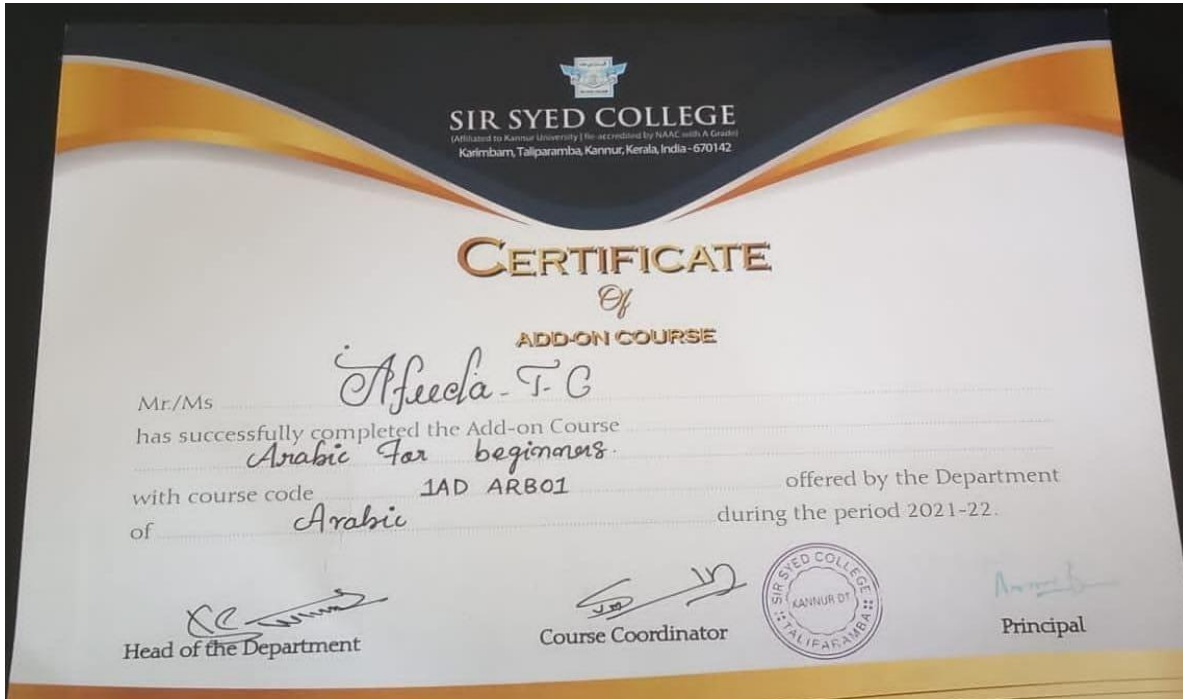 SIR SYED COLLEGE
(Affiliated to Kannur University | Re-accredited by NAAC with A Grade)
Karimbam, Taliparamba, Kannur, Kerala, India - 670142
CERTIFICATE
Of
ADD-ON COURSE
Mr./Ms Afeeda - T. C
has successfully completed the Add-on Course
Arabic For beginners.
with course code 1AD ARB01 offered by the Department
of Arabic during the period 2021-22.
Head of the Department
Course Coordinator
SIR SYED COLLEGE
KANNUR DT.
TALIPARAMBA
Principal